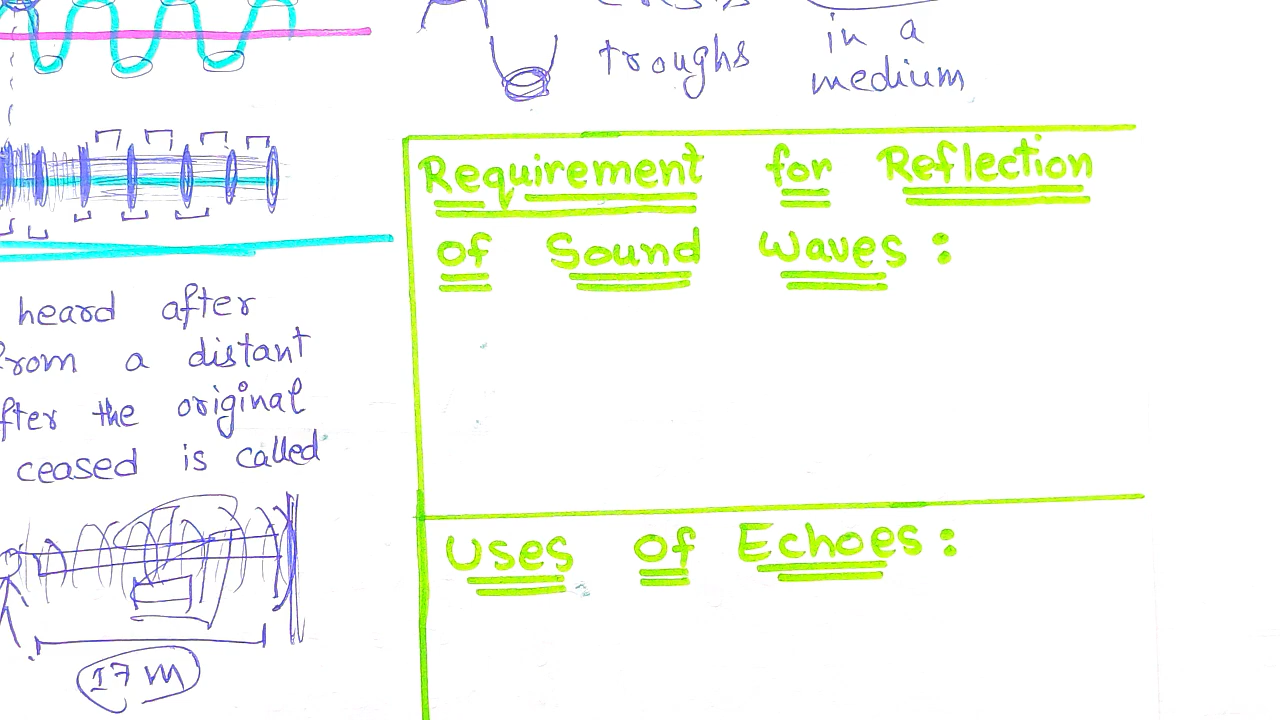 troughs
in a
medium
Requirement for Reflection
of Sound Waves :
heard after
from a distant
after the original
ceased is called
17 m
Uses of Echoes :